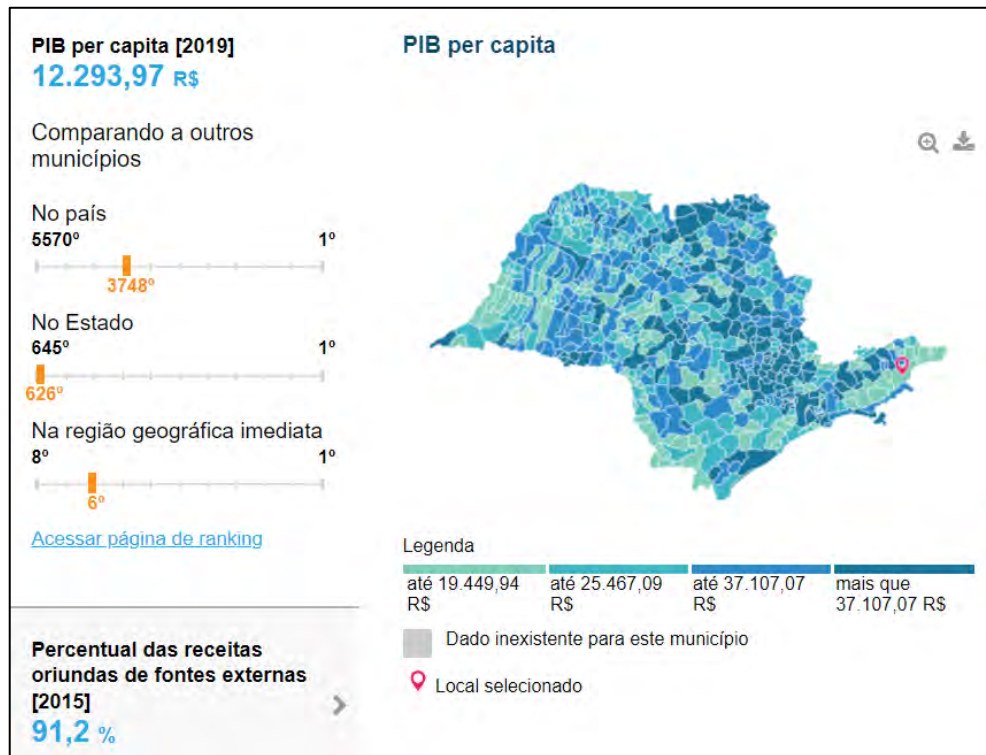 PIB per capita [2019]
12.293,97 R$
Comparando a outros
municípios
No país
5570º 1º
3748º
No Estado
645º 1º
626º
Na região geográfica imediata
8º 1º
6º
Acessar página de ranking
Percentual das receitas
oriundas de fontes externas
[2015]
91,2 %
PIB per capita
Legenda
até 19.449,94 R$
até 25.467,09 R$
até 37.107,07 R$
mais que 37.107,07 R$
Dado inexistente para este município
Local selecionado